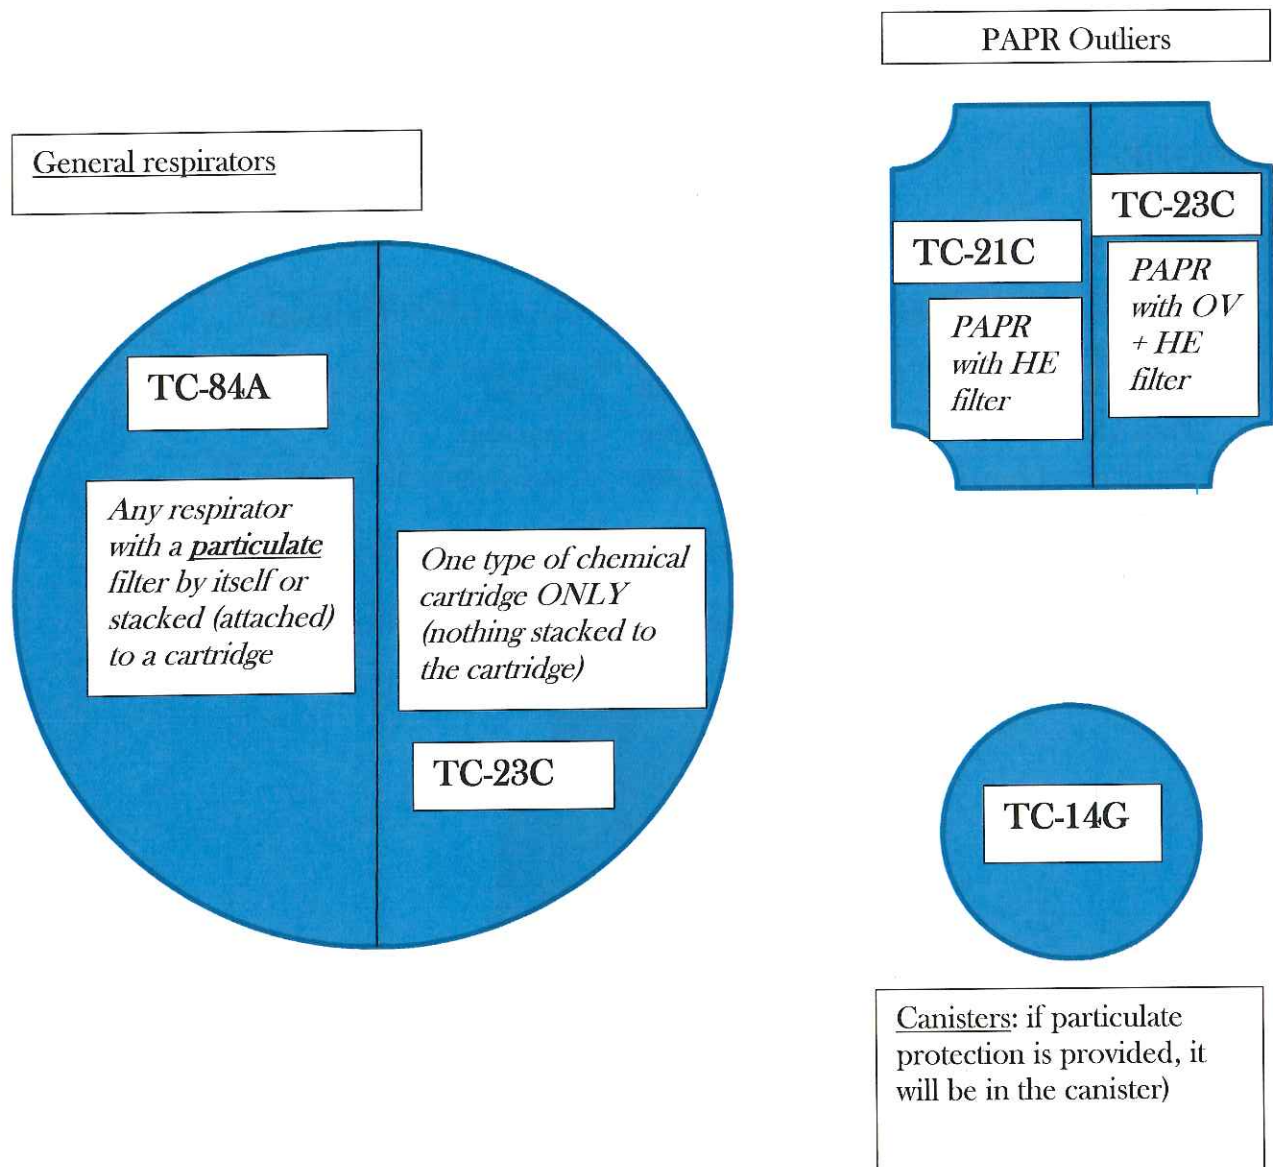 PAPR Outliers
General respirators
TC-84A
Any respirator
with a particulate
filter by itself or
stacked (attached)
to a cartridge
One type of chemical
cartridge ONLY
(nothing stacked to
the cartridge)
TC-23C
TC-21C
PAPR
with HE
filter
TC-23C
PAPR
with OV
+ HE
filter
TC-14G
Canisters: if particulate
protection is provided, it
will be in the canister)